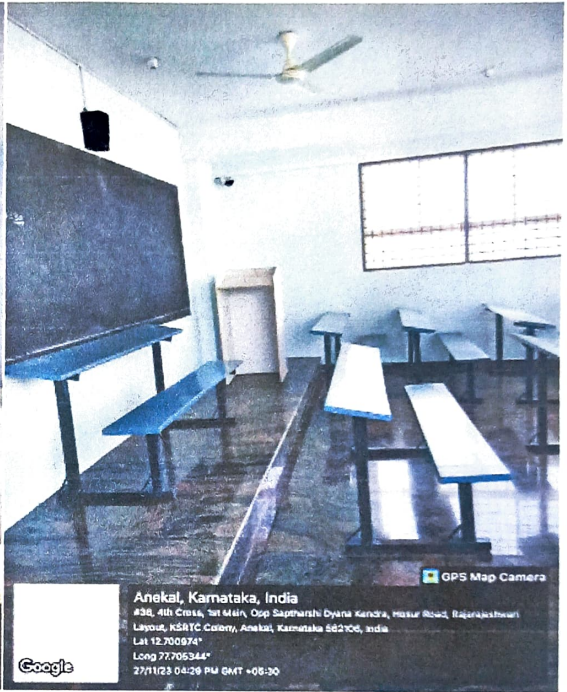 GPS Map Camera
Anekal, Karnataka, India
#38, 4th Cross, 1st Main, Opp Saptharshi Dyana Kendra, Hosur Road, Rajarajeshwari
Layout, KSRTC Colony, Anekal, Karnataka 562106, India
Lat 12.700974°
Long 77.705344°
27/11/23 04:29 PM GMT +05:30
Google